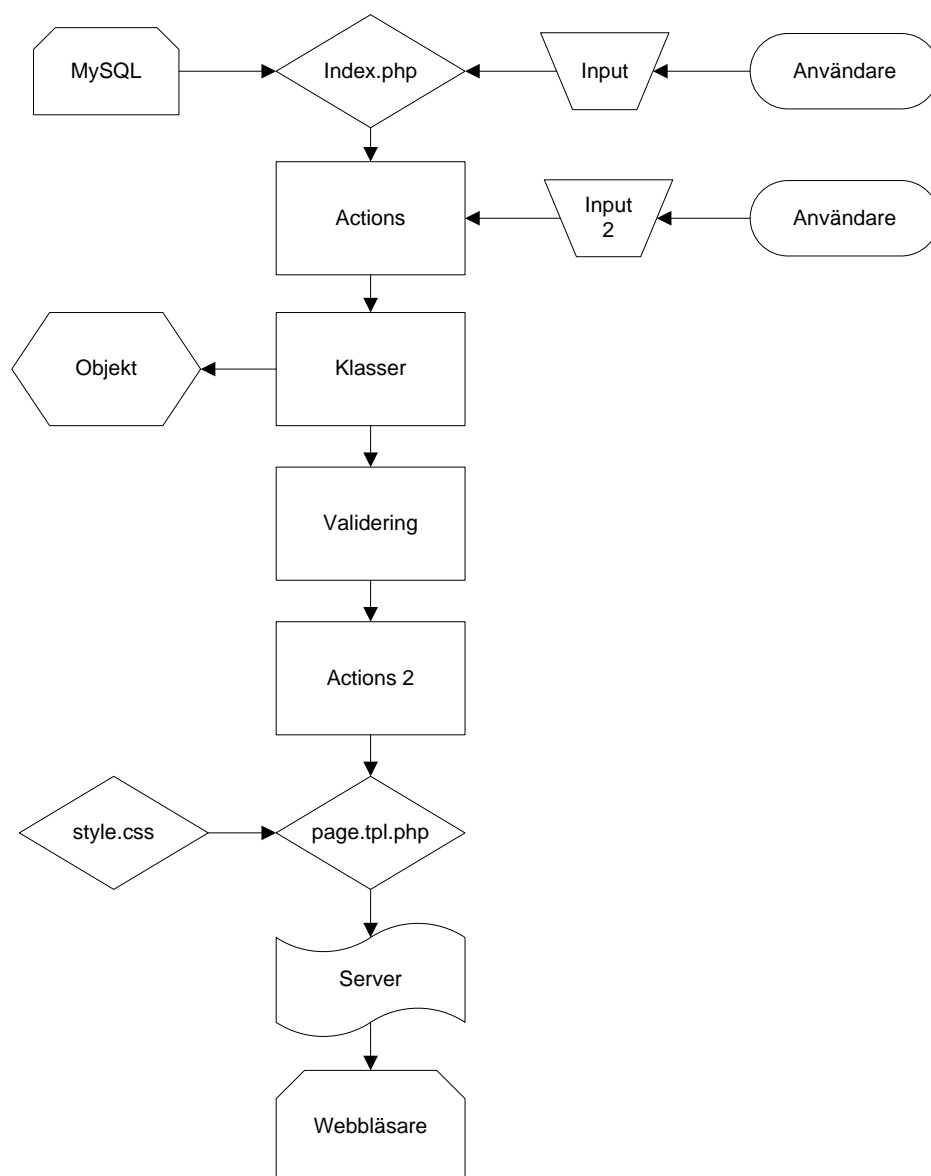 MySQL
Index.php
Input
Användare
Actions
Input
2
Användare
Objekt
Klasser
Validering
Actions 2
style.css
page.tpl.php
Server
Webbläsare